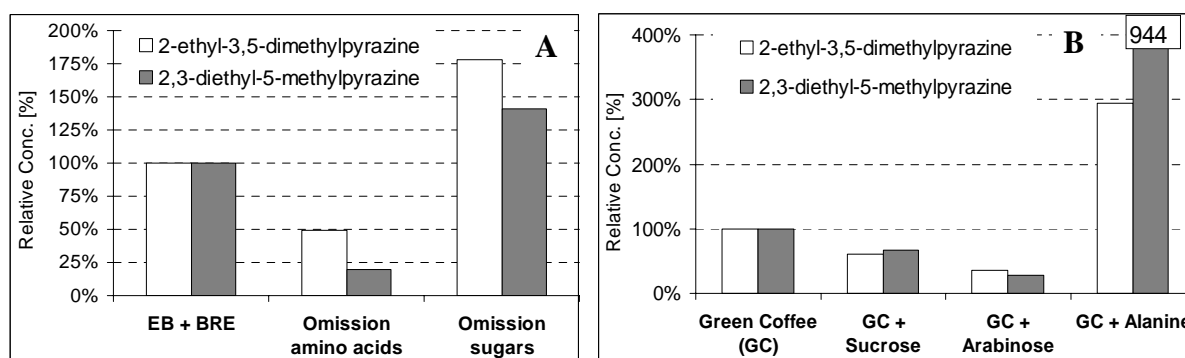 A
2-ethyl-3,5-dimethylpyrazine
2,3-diethyl-5-methylpyrazine
Relative Conc. [%]
200%
175%
150%
125%
100%
75%
50%
25%
0%
EB + BRE
Omission
amino acids
Omission
sugars
B
944
2-ethyl-3,5-dimethylpyrazine
2,3-diethyl-5-methylpyrazine
Relative Conc. [%]
400%
300%
200%
100%
0%
Green Coffee
(GC)
GC +
Sucrose
GC +
Arabinose
GC + Alanine